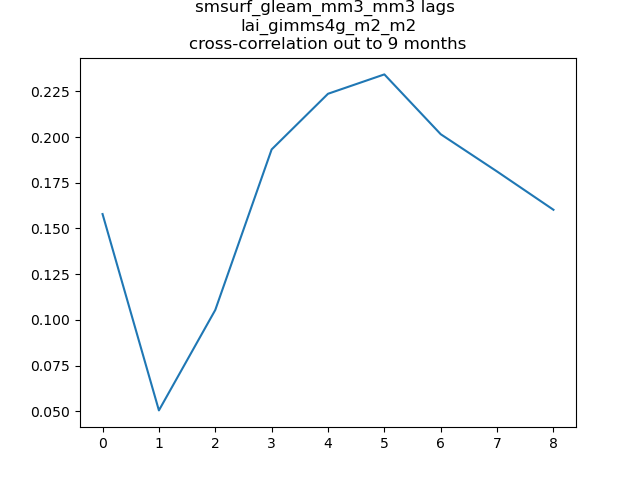 smsurf_gleam_mm3_mm3 lags
lai_gimms4g_m2_m2
cross-correlation out to 9 months
0.225
0.200
0.175
0.150
0.125
0.100
0.075
0.050
0 1 2 3 4 5 6 7 8